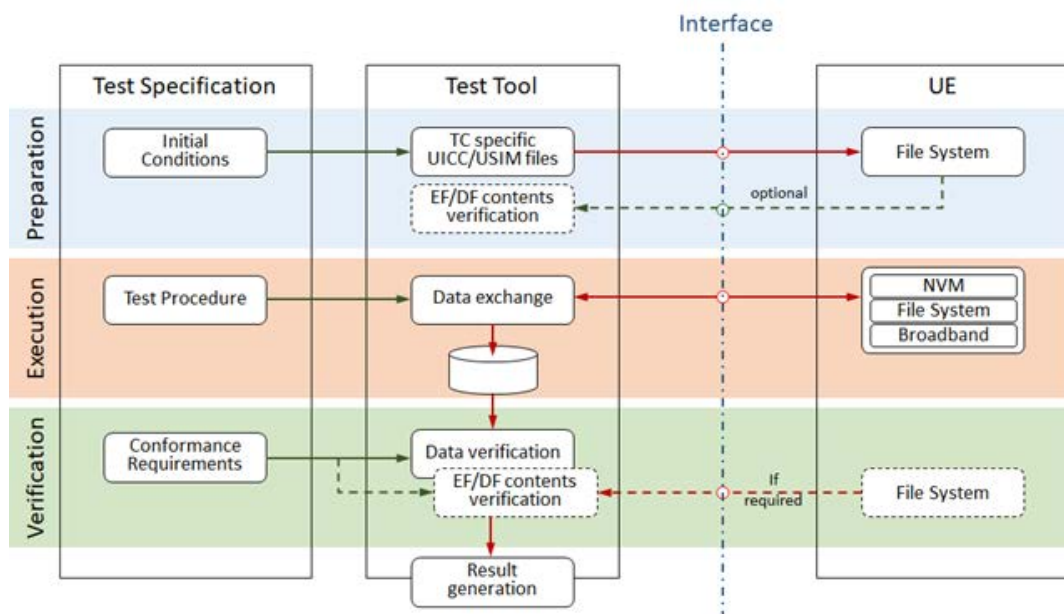 Interface
Test Specification
Test Tool
UE
Preparation
Initial
Conditions
TC specific
UICC/USIM files
File System
EF/DF contents
verification
optional
Execution
Test Procedure
Data exchange
NVM
File System
Broadband
Verification
Conformance
Requirements
Data verification
EF/DF contents
verification
If
required
File System
Result
generation